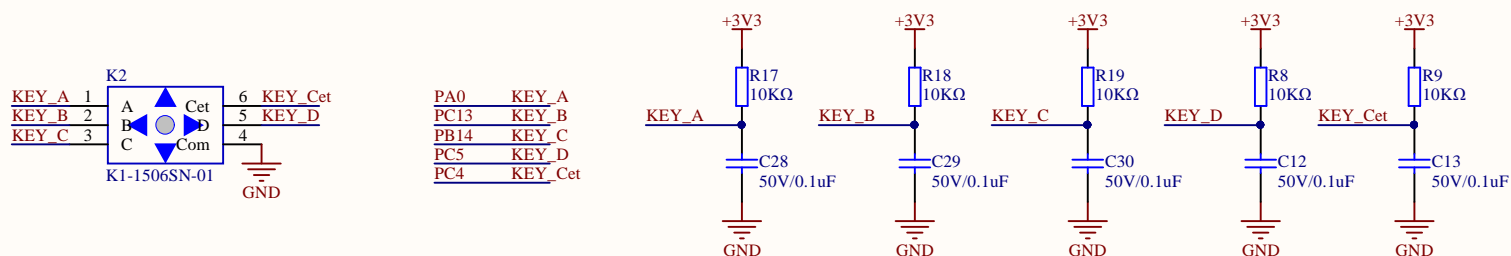 +3V3 +3V3 +3V3 +3V3 +3V3
K2 R17 R18 R19 R8 R9
10KΩ 10KΩ 10KΩ 10KΩ 10KΩ
KEY_A 1 A Cet 6 KEY_Cet
KEY_B 2 B D 5 KEY_D
KEY_C 3 C Com 4
K1-1506SN-01
GND
PA0 KEY_A
PC13 KEY_B
PB14 KEY_C
PC5 KEY_D
PC4 KEY_Cet
KEY_A KEY_B KEY_C KEY_D KEY_Cet
C28 C29 C30 C12 C13
50V/0.1uF 50V/0.1uF 50V/0.1uF 50V/0.1uF 50V/0.1uF
GND GND GND GND GND